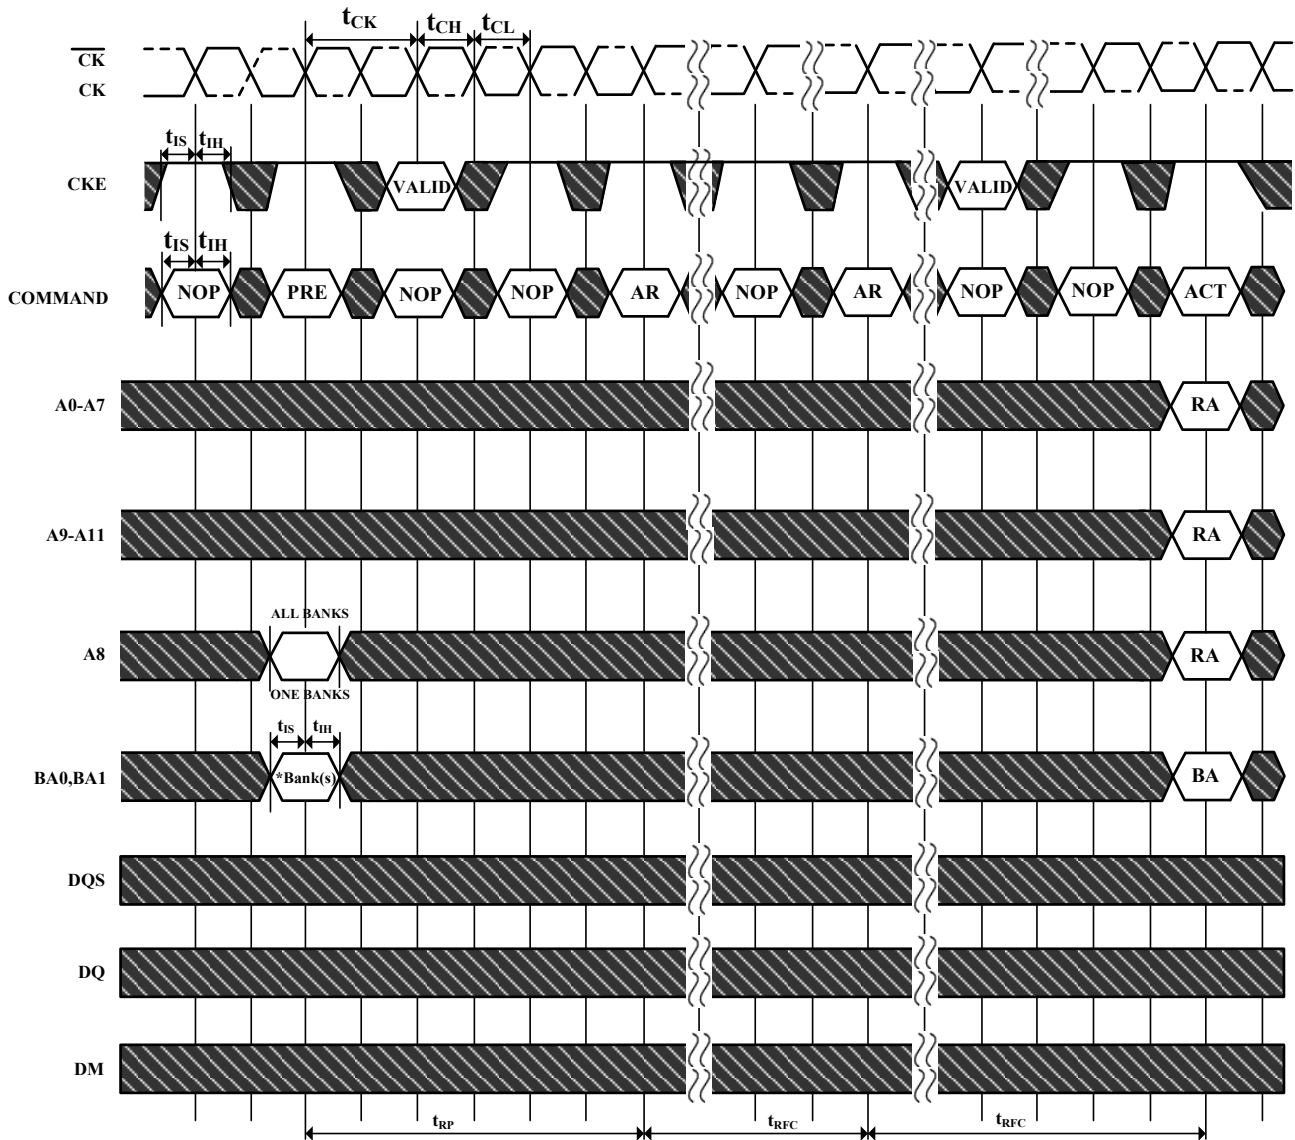 tCK tCH tCL
CK
CK
tIS tIH
CKE VALID VALID
tIS tIH
COMMAND NOP PRE NOP NOP AR NOP AR NOP NOP ACT
A0-A7 RA
A9-A11 RA
ALL BANKS
A8 RA
ONE BANKS
tIS tIH
BA0,BA1 *Bank(s) BA
DQS
DQ
DM
tRP tRFC tRFC